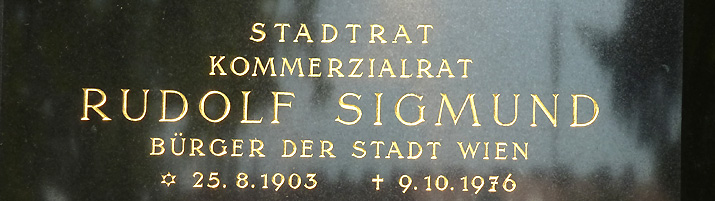 STADTRAT
KOMMERZIALRAT
RUDOLF SIGMUND
BÜRGER DER STADT WIEN
✡ 25.8.1903 ✝ 9.10.1976